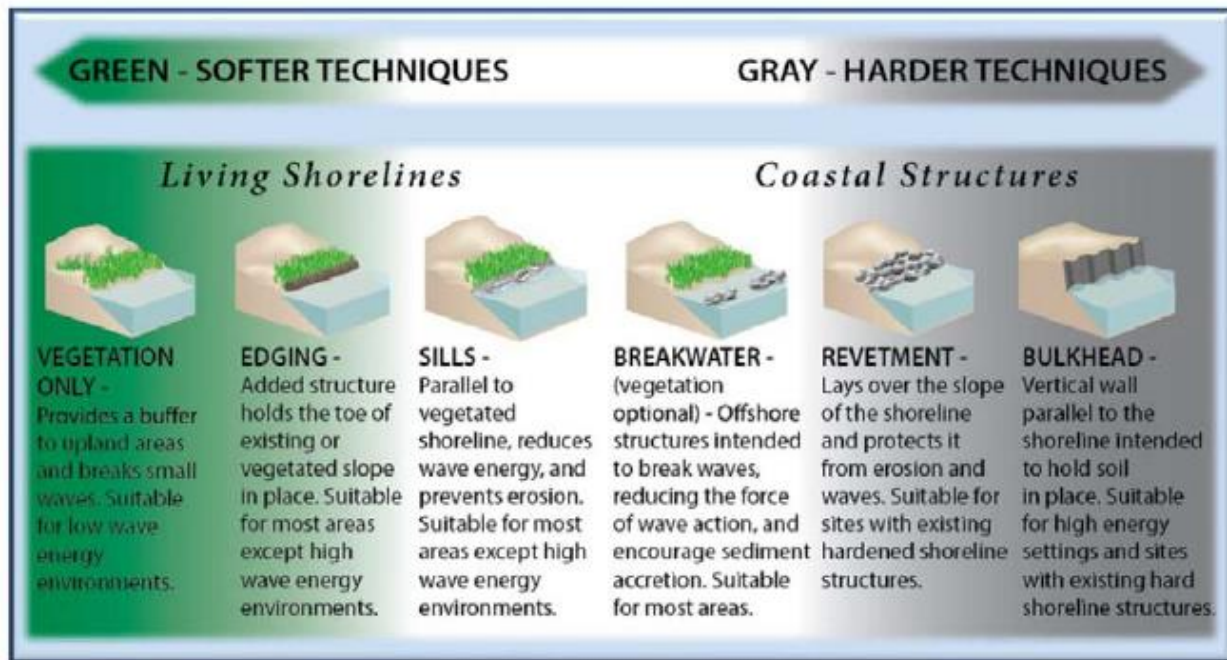 GREEN - SOFTER TECHNIQUES
GRAY - HARDER TECHNIQUES
Living Shorelines
Coastal Structures
VEGETATION
ONLY -
Provides a buffer
to upland areas
and breaks small
waves. Suitable
for low wave
energy
environments.
EDGING -
Added structure
holds the toe of
existing or
vegetated slope
in place. Suitable
for most areas
except high
wave energy
environments.
SILLS -
Parallel to
vegetated
shoreline, reduces
wave energy, and
prevents erosion.
Suitable for most
areas except high
wave energy
environments.
BREAKWATER -
(vegetation
optional) - Offshore
structures intended
to break waves,
reducing the force
of wave action, and
encourage sediment
accretion. Suitable
for most areas.
REVETMENT -
Lays over the slope
of the shoreline
and protects it
from erosion and
waves. Suitable for
sites with existing
hardened shoreline
structures.
BULKHEAD -
Vertical wall
parallel to the
shoreline intended
to hold soil
in place. Suitable
for high energy
settings and sites
with existing hard
shoreline structures.